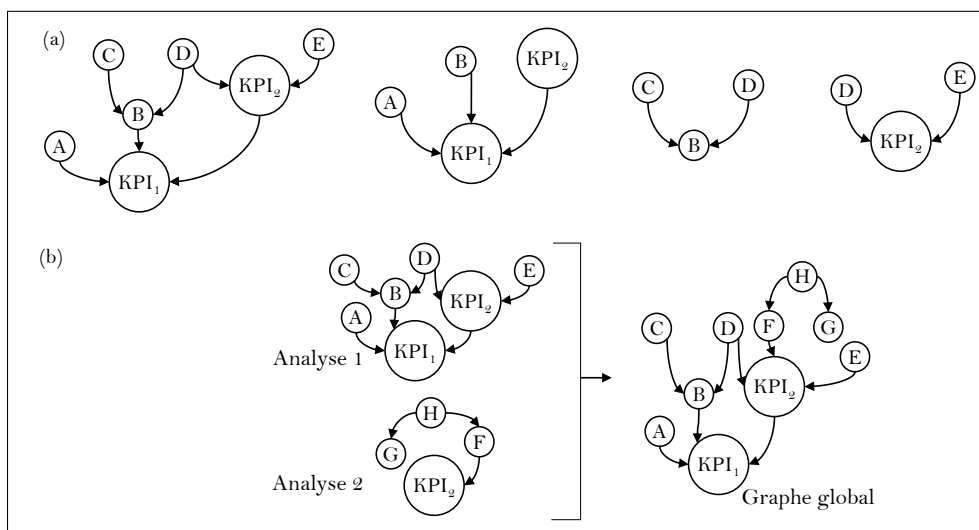 (a)
C
D
E
KPI₂
B
A
KPI₁
B
KPI₂
A
KPI₁
C
D
B
D
E
KPI₂
(b)
C
D
E
B
KPI₂
A
KPI₁
Analyse 1
H
G
F
KPI₂
Analyse 2
H
C
D
F
G
E
B
KPI₂
A
KPI₁
Graphe global